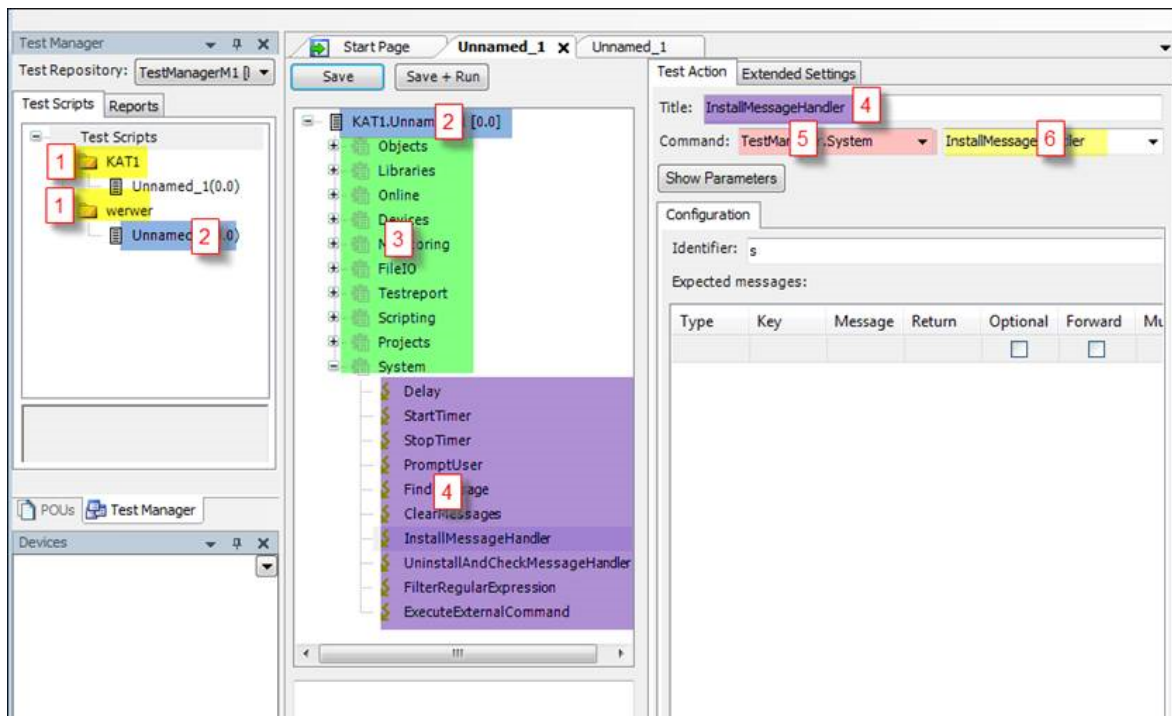 Test Manager
Test Repository: TestManagerM1 [
Test Scripts Reports
Test Scripts
1 KAT1
Unnamed_1(0.0)
1 werwer
2
POUs Test Manager
Devices
Start Page Unnamed_1 X Unnamed_1
Save Save + Run
2 [0.0]
Objects
Libraries
Online
Devices
3
FileIO
Testreport
Scripting
Projects
System
Delay
StartTimer
StopTimer
PromptUser
4
ClearMessages
InstallMessageHandler
UninstallAndCheckMessageHandler
FilterRegularExpression
ExecuteExternalCommand
Test Action Extended Settings
Title: InstallMessageHandler 4
Command: 5 6
Show Parameters
Configuration
Identifier: s
Expected messages:
Type Key Message Return Optional Forward Mu